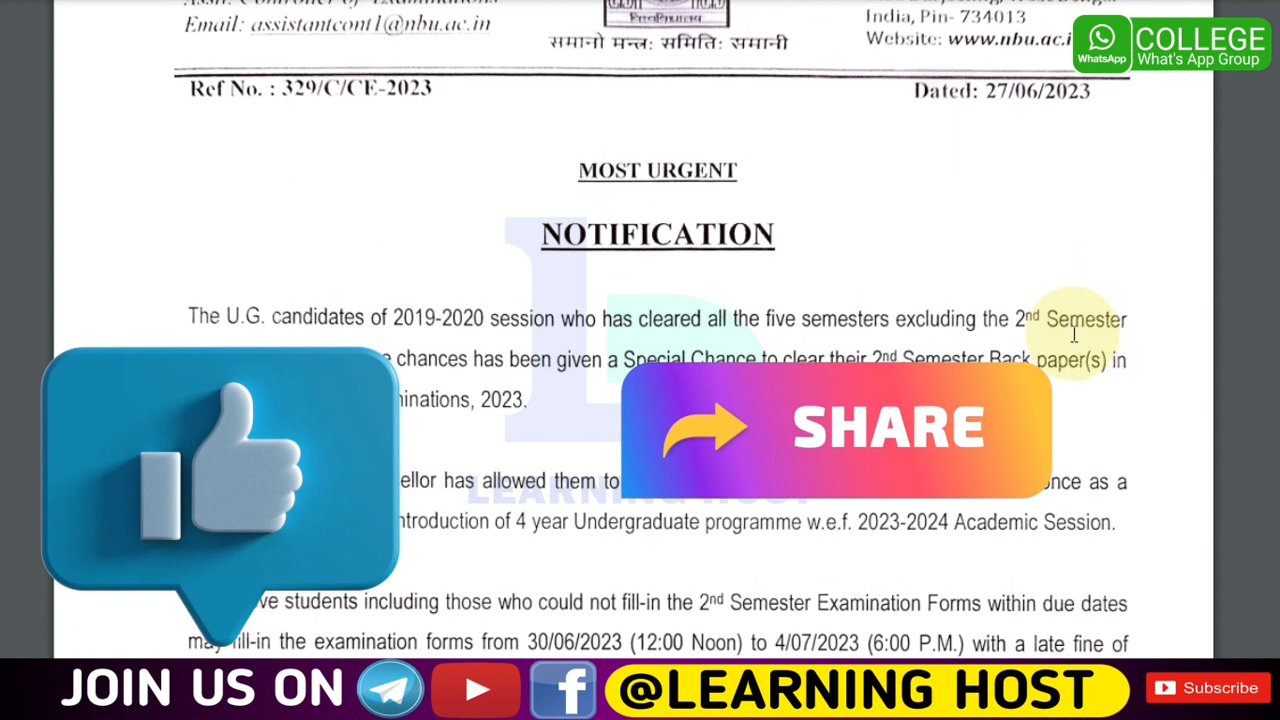 Email: assistantcont1@nbu.ac.in
समानो मन्त्र: समिति: समानी
India, Pin- 734013
Website: www.nbu.ac.i
WhatsApp
COLLEGE
What's App Group
Ref No. : 329/C/CE-2023
Dated: 27/06/2023
MOST URGENT
NOTIFICATION
The U.G. candidates of 2019-2020 session who has cleared all the five semesters excluding the 2nd Semester
chances has been given a Special Chance to clear their 2nd Semester Back paper(s) in
inations, 2023.
SHARE
ellor has allowed them to
once as a
LEARNING HOST
ntroduction of 4 year Undergraduate programme w.e.f. 2023-2024 Academic Session.
ve students including those who could not fill-in the 2nd Semester Examination Forms within due dates
may fill-in the examination forms from 30/06/2023 (12:00 Noon) to 4/07/2023 (6:00 P.M.) with a late fine of
JOIN US ON
@LEARNING HOST
Subscribe